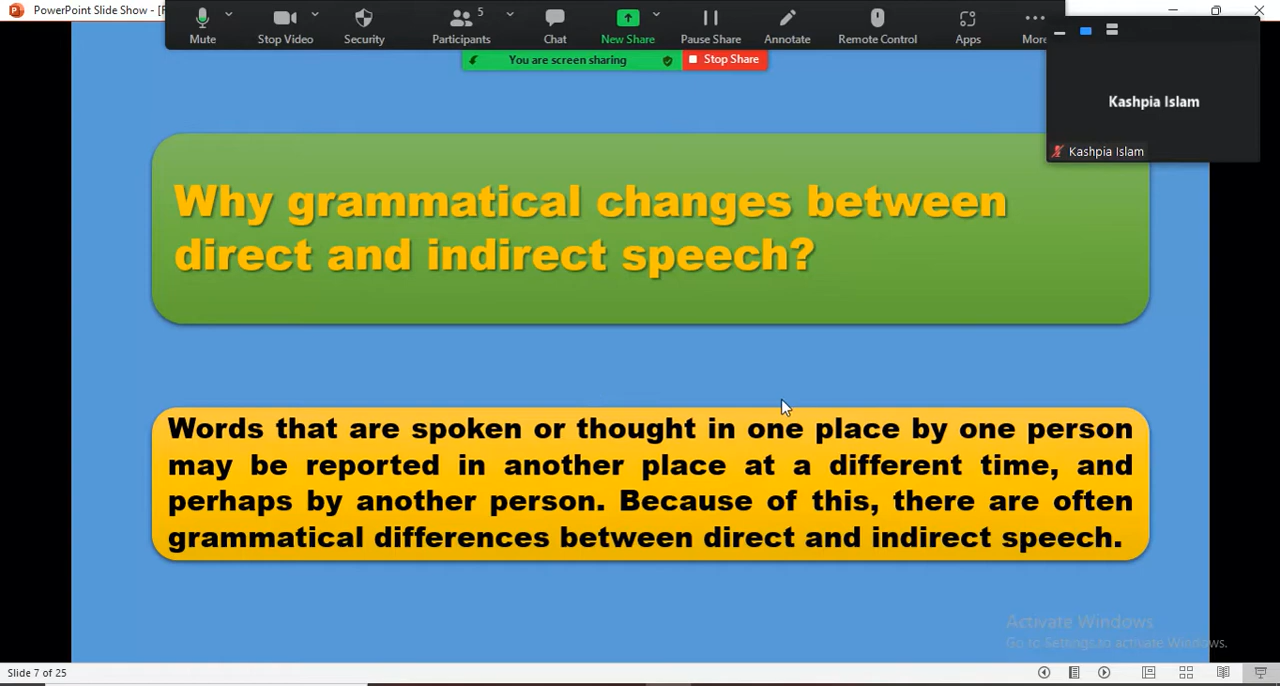 PowerPoint Slide Show - [
Mute
Stop Video
Security
5
Participants
Chat
New Share
Pause Share
Annotate
Remote Control
Apps
More
You are screen sharing
Stop Share
Kashpia Islam
Kashpia Islam
Why grammatical changes between
direct and indirect speech?
Words that are spoken or thought in one place by one person
may be reported in another place at a different time, and
perhaps by another person. Because of this, there are often
grammatical differences between direct and indirect speech.
Activate Windows
Go to Settings to activate Windows.
Slide 7 of 25